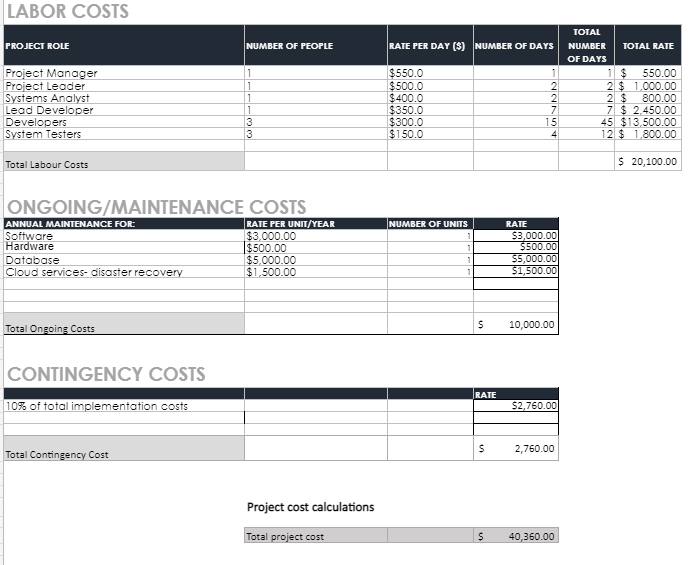 LABOR COSTS
PROJECT ROLE NUMBER OF PEOPLE RATE PER DAY ($) NUMBER OF DAYS TOTAL NUMBER OF DAYS TOTAL RATE
Project Manager 1 $550.0 1 1 $ 550.00
Project Leader 1 $500.0 2 2 $ 1,000.00
Systems Analyst 1 $400.0 2 2 $ 800.00
Lead Developer 1 $350.0 7 7 $ 2,450.00
Developers 3 $300.0 15 45 $13,500.00
System Testers 3 $150.0 4 12 $ 1,800.00
Total Labour Costs $ 20,100.00
ONGOING/MAINTENANCE COSTS
ANNUAL MAINTENANCE FOR: RATE PER UNIT/YEAR NUMBER OF UNITS RATE
Software $3,000.00 1 $3,000.00
Hardware $500.00 1 $500.00
Database $5,000.00 1 $5,000.00
Cloud services- disaster recovery $1,500.00 1 $1,500.00
Total Ongoing Costs $ 10,000.00
CONTINGENCY COSTS
RATE
10% of total implementation costs $2,760.00
Total Contingency Cost $ 2,760.00
Project cost calculations
Total project cost $ 40,360.00